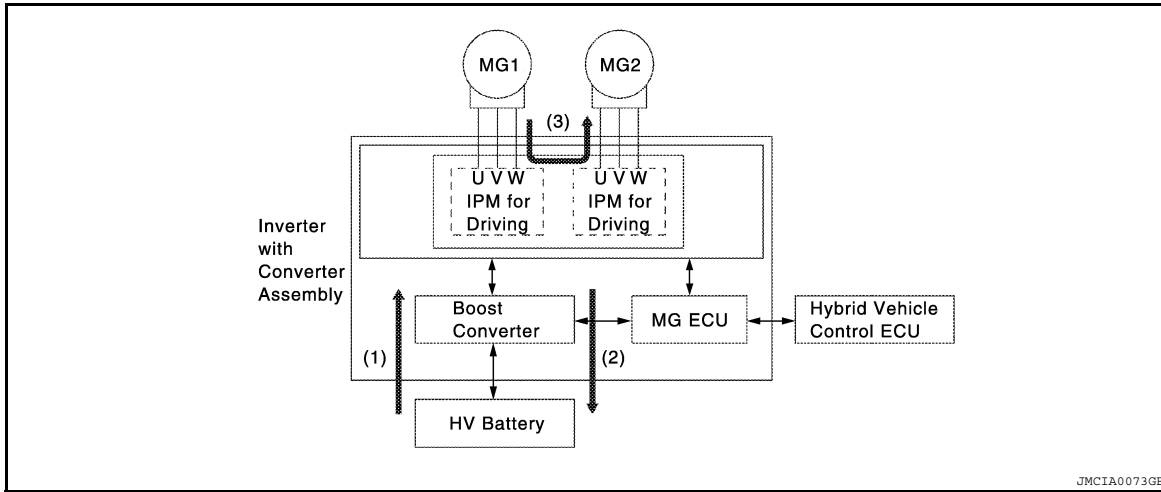 MG1
MG2
(3)
U V W
IPM for
Driving
U V W
IPM for
Driving
Inverter
with
Converter
Assembly
Boost
Converter
MG ECU
Hybrid Vehicle
Control ECU
(1)
(2)
HV Battery
JMCIA0073GB